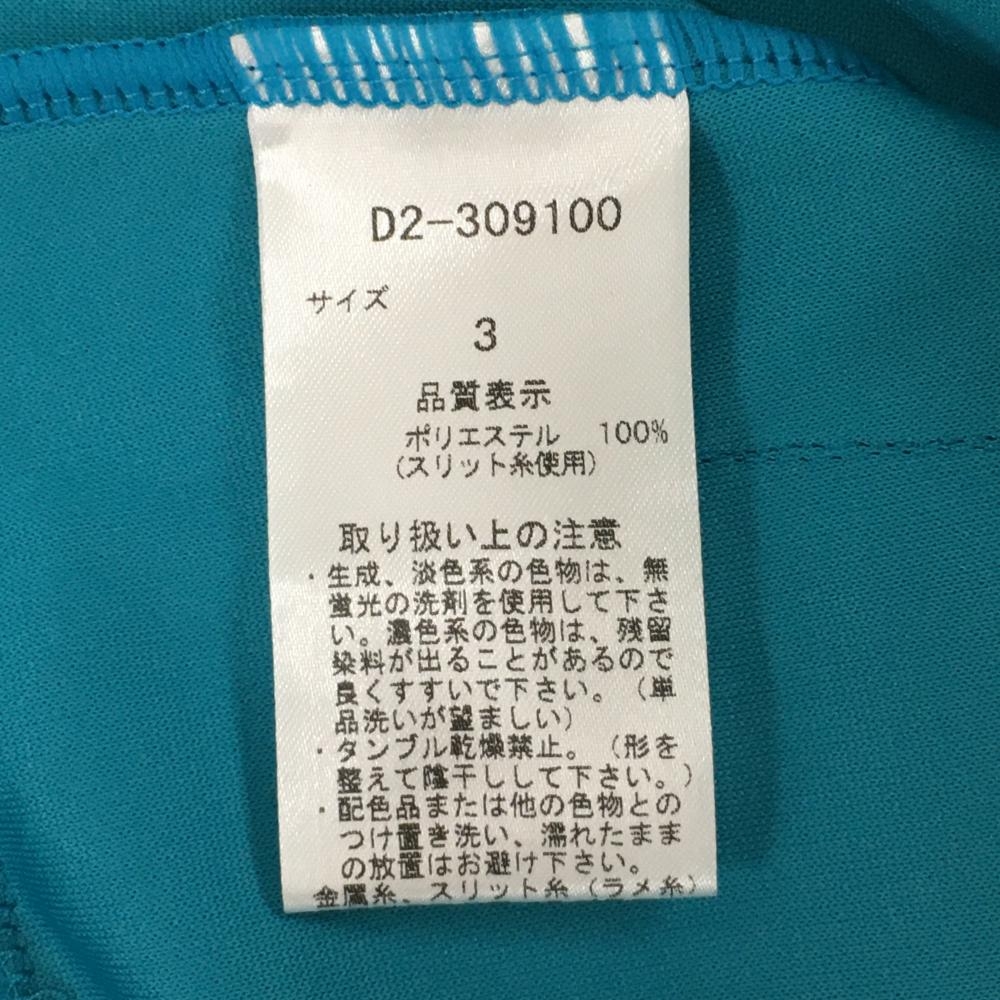 D2-309100
サイズ
3
品質表示
ポリエステル 100%
(スリット糸使用)
取り扱い上の注意
・生成、淡色系の色物は、無
蛍光の洗剤を使用して下さ
い。濃色系の色物は、残留
染料が出ることがあるので
良くすすいで下さい。(単
品洗いが望ましい)
・タンブル乾燥禁止。(形を
整えて陰干しして下さい。)
・配色品または他の色物との
つけ置き洗い、濡れたまま
の放置はお避け下さい。
金属糸、スリット糸(ラメ糸)